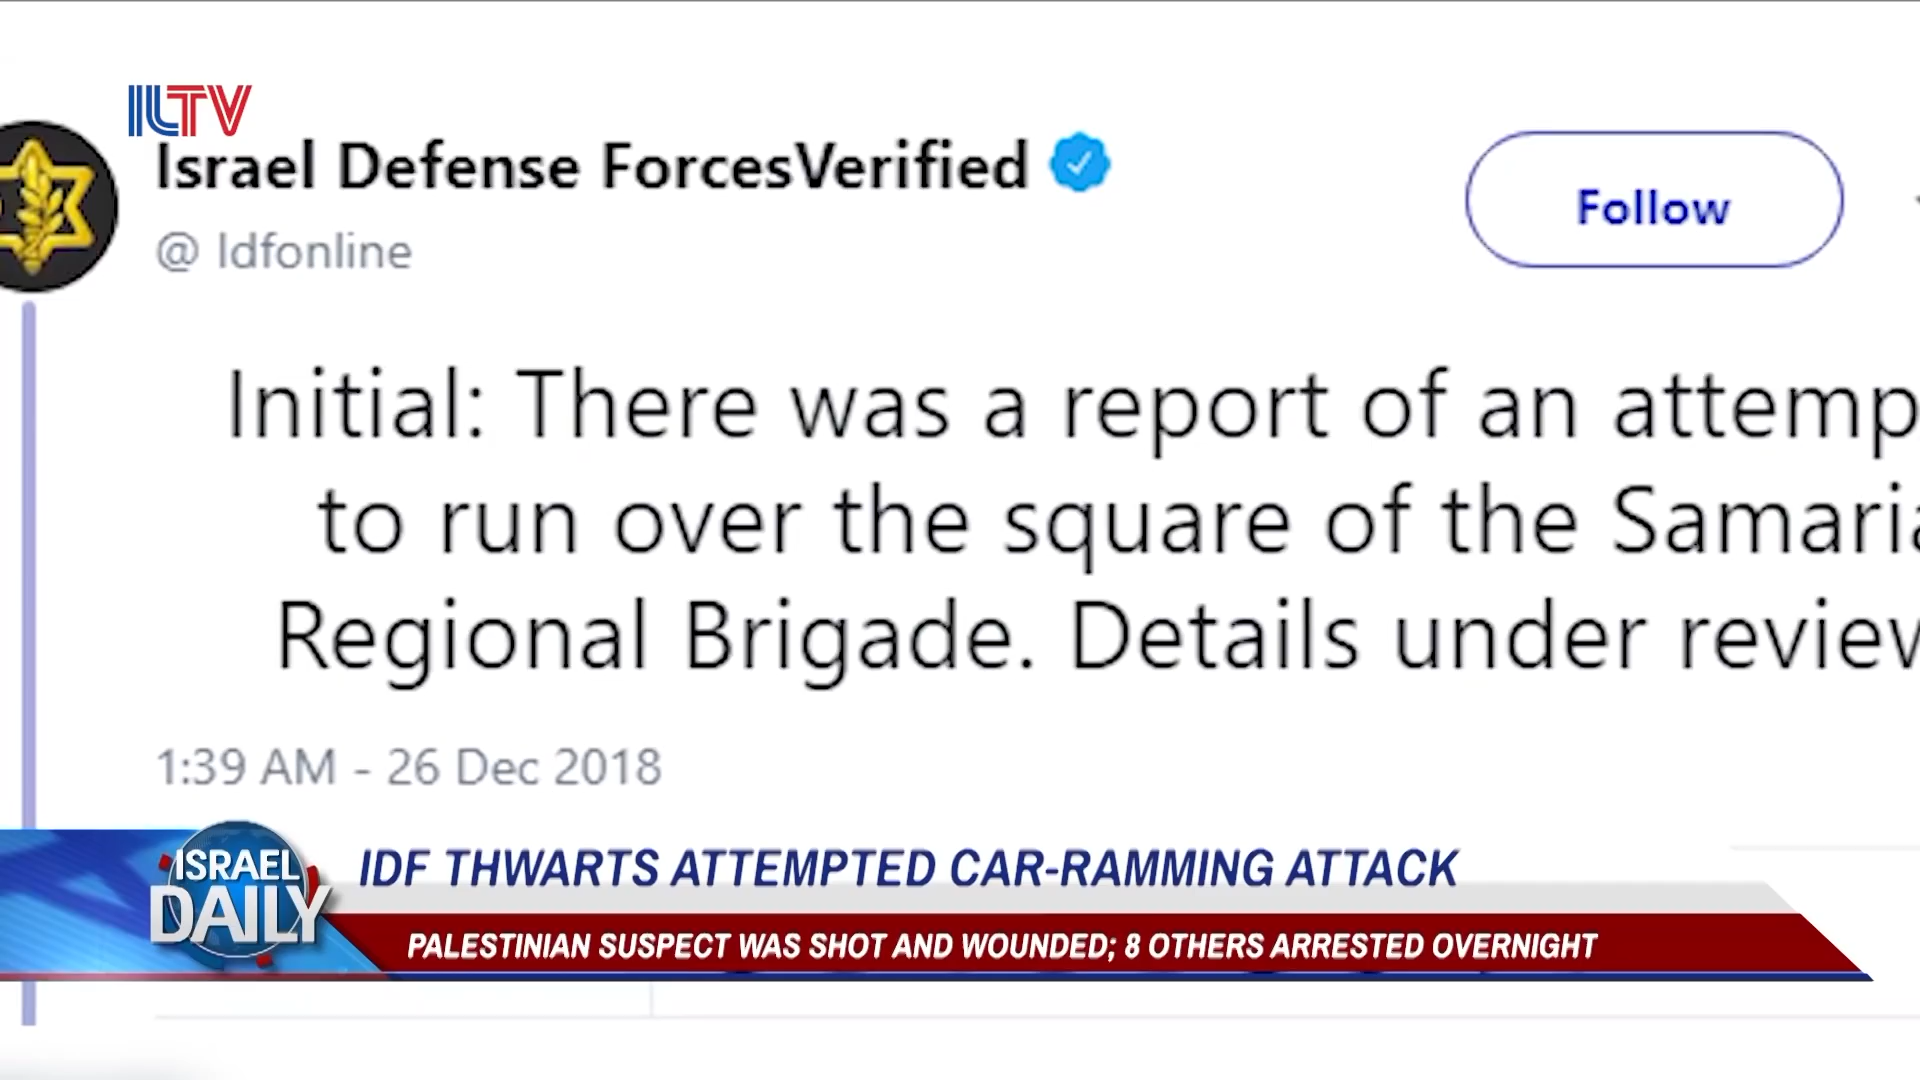 ILTV
Israel Defense ForcesVerified
@ Idfonline
Follow
Initial: There was a report of an attemp
to run over the square of the Samaria
Regional Brigade. Details under review
1:39 AM - 26 Dec 2018
ISRAEL
DAILY
IDF THWARTS ATTEMPTED CAR-RAMMING ATTACK
PALESTINIAN SUSPECT WAS SHOT AND WOUNDED; 8 OTHERS ARRESTED OVERNIGHT